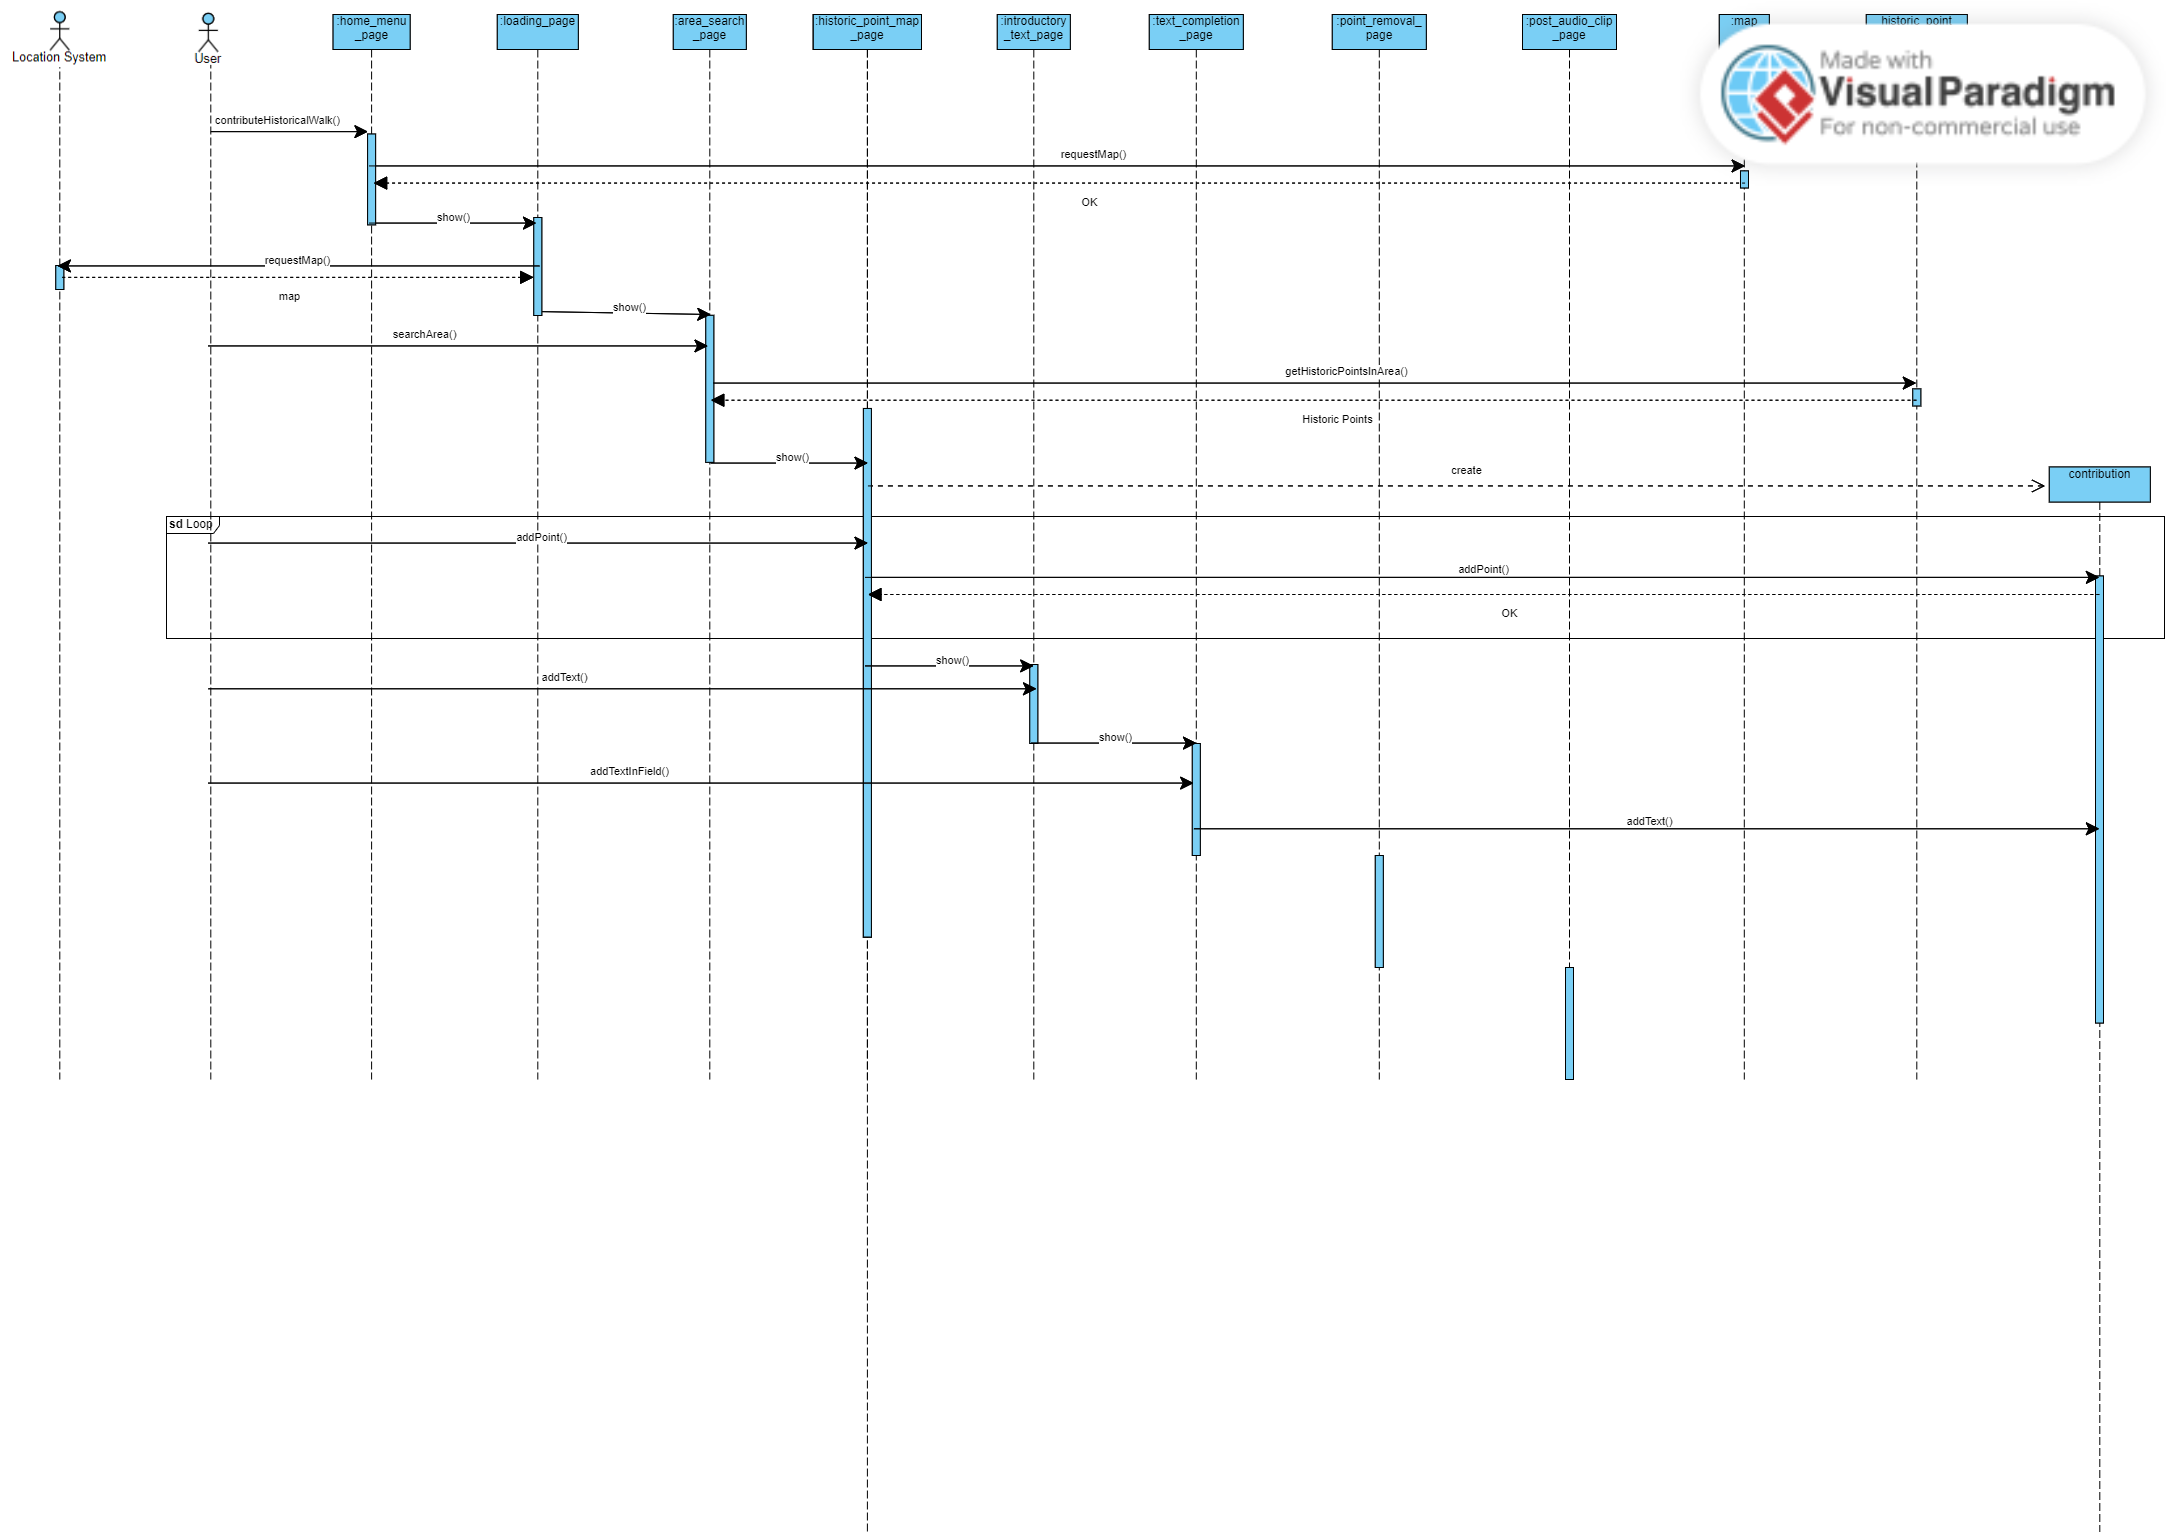 Location System
User
:home_menu
_page
:loading_page
:area_search
_page
:historic_point_map
_page
:introductory
_text_page
:text_completion
_page
:point_removal_
page
:post_audio_clip
_page
:map
historic_point
Made with
Visual Paradigm
For non-commercial use
contributeHistoricalWalk()
requestMap()
OK
show()
requestMap()
map
show()
searchArea()
getHistoricPointsInArea()
Historic Points
show()
create
contribution
sd Loop
addPoint()
addPoint()
OK
show()
addText()
show()
addTextInField()
addText()